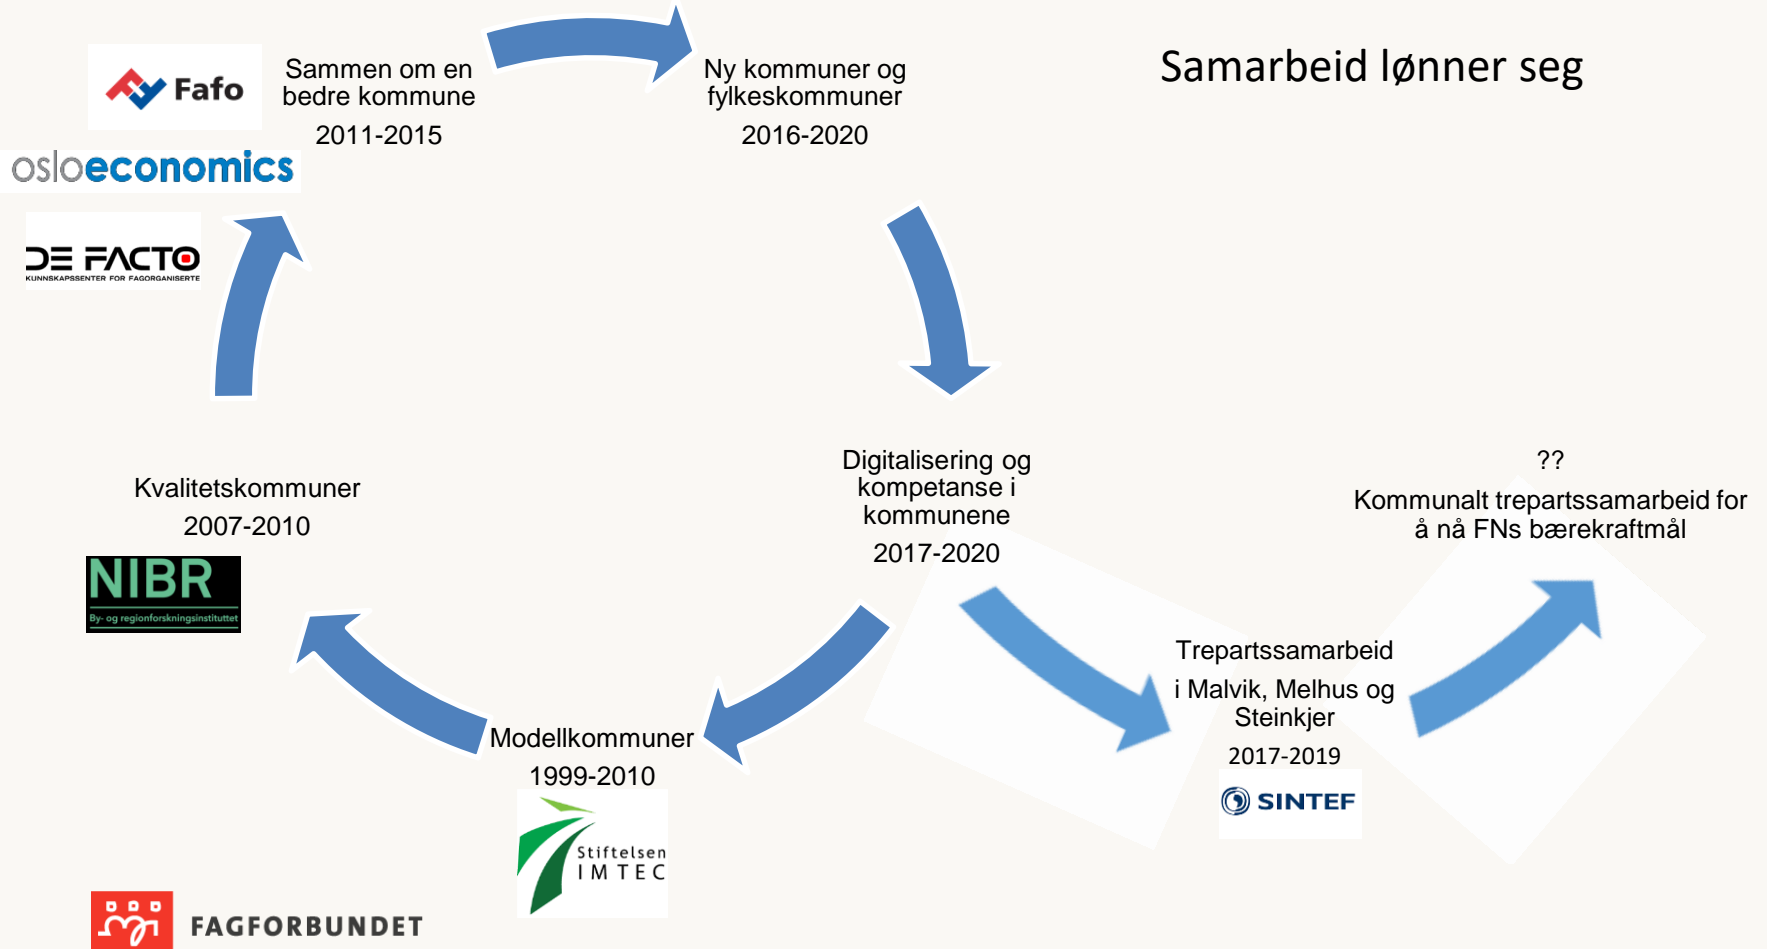 Samarbeid lønner seg
Fafo
Sammen om en
bedre kommune
2011-2015
Ny kommuner og
fylkeskommuner
2016-2020
osloeconomics
DE FACTO
KUNNSKAPSSENTER FOR FAGORGANISERTE
Kvalitetskommuner
2007-2010
NIBR
By- og regionforskningsinstituttet
Digitalisering og
kompetanse i
kommunene
2017-2020
??
Kommunalt trepartssamarbeid for
å nå FNs bærekraftmål
Trepartssamarbeid
i Malvik, Melhus og
Steinkjer
2017-2019
SINTEF
Modellkommuner
1999-2010
Stiftelsen
IMTEC
FAGFORBUNDET